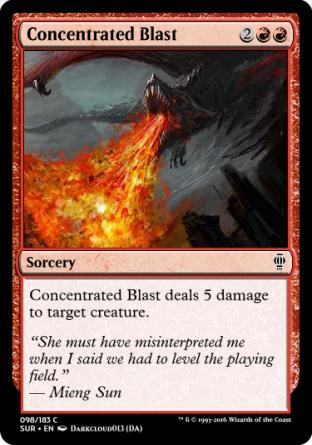 Concentrated Blast 2
Sorcery
Concentrated Blast deals 5 damage
to target creature.
“She must have misinterpreted me
when I said we had to level the playing
field.”
— Mieng Sun
098/183 C
SUR • EN Darkcloud013 (DA)
™ & © 1993-2016 Wizards of the Coast